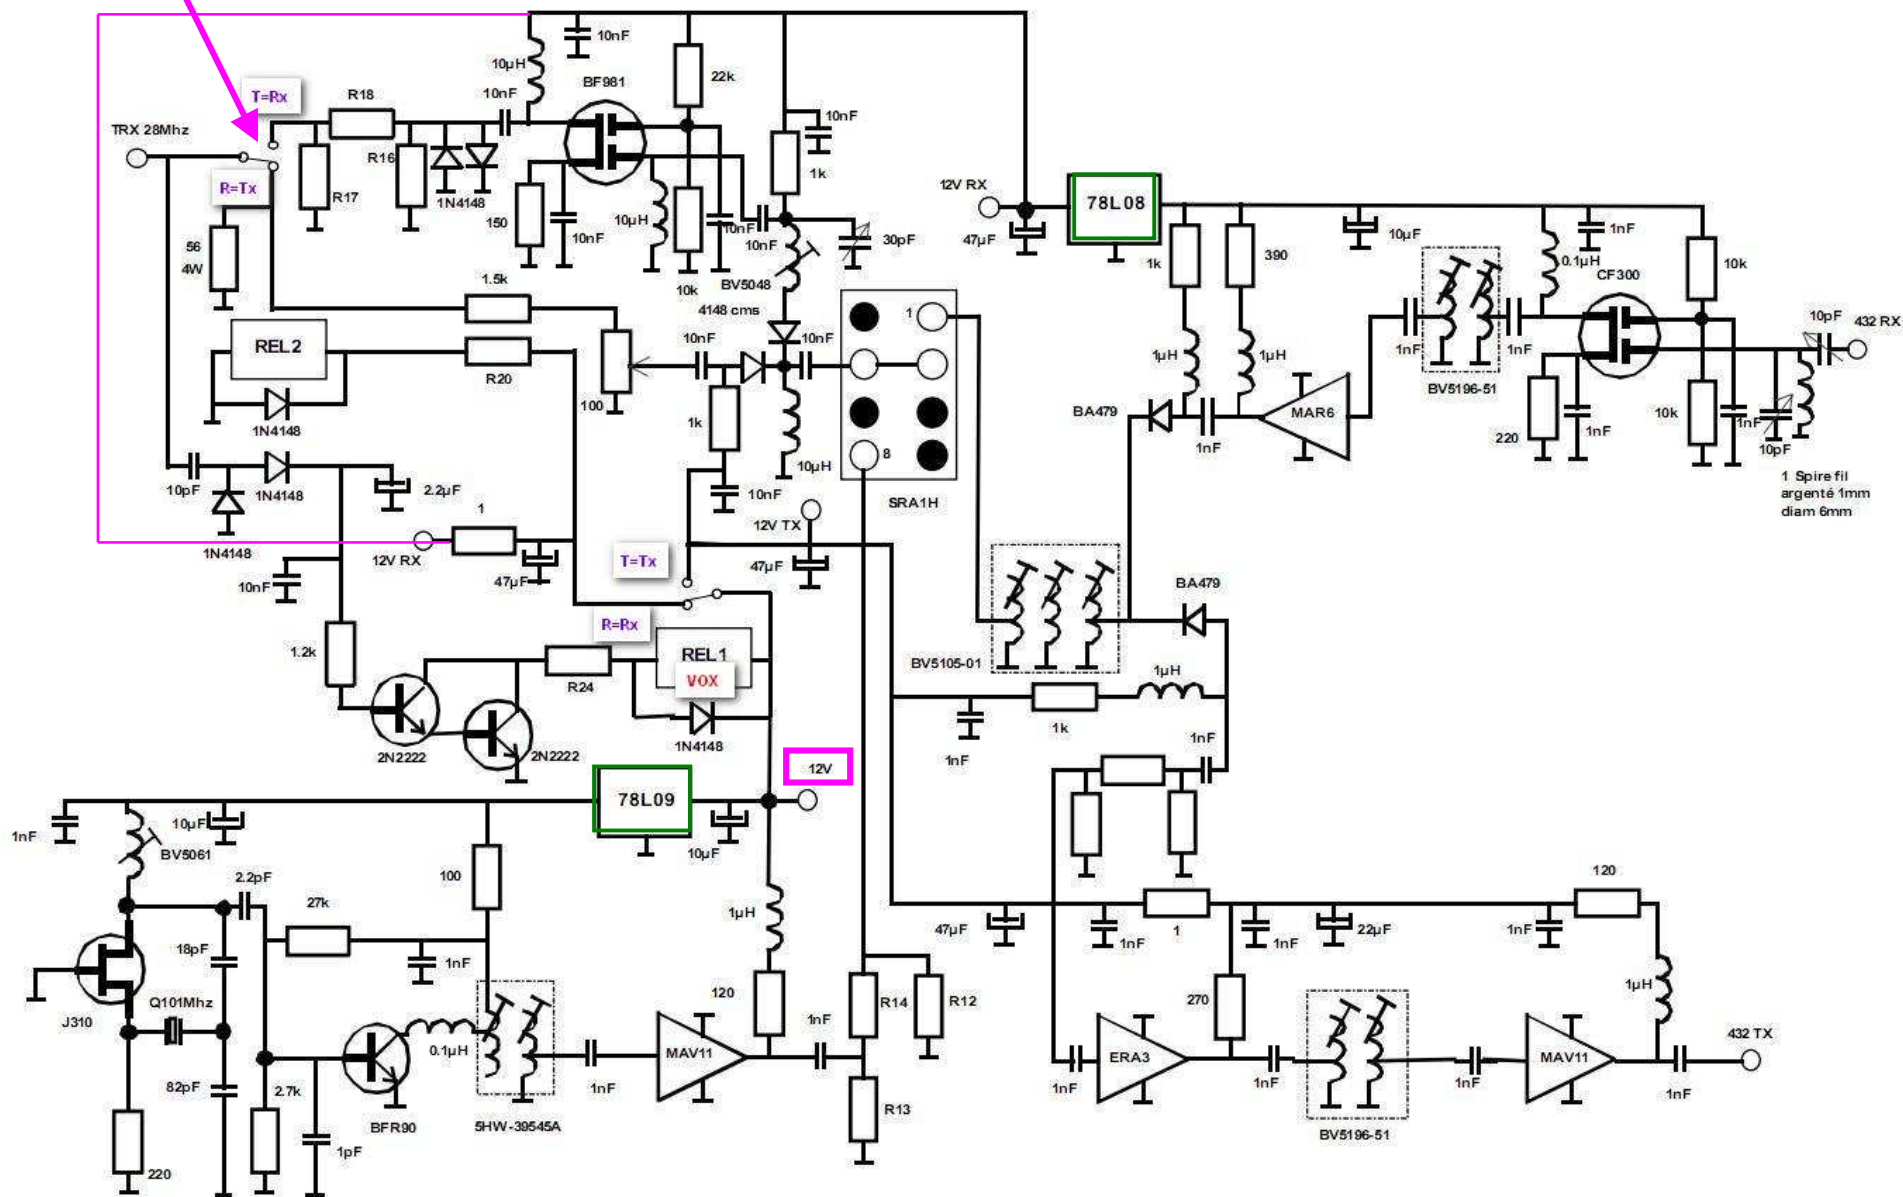 10nF
10µH
BF981
22k
T=Rx
R18
10nF
TRX 28Mhz
10nF
R16
R17
1N4148
1k
R=Tx
12V RX
78L08
150
10µH
10nF
10nF
10nF
30pF
47µF
10µF
1nF
56
4W
1k
390
0.1µH
CF300
10k
BV5048
10k
1.5k
4148 cms
1
10pF
432 RX
REL2
10nF
10nF
1µH
1µH
1nF
1nF
R20
BV5196-51
100
BA479
MAR6
1N4148
1k
10k
1nF
220
1nF
1nF
10pF
8
10µH
10pF
1N4148
2.2µF
10nF
SRA1H
1 Spire fil
argenté 1mm
diam 6mm
1
12V TX
1N4148
12V RX
T=Tx
47µF
47µF
10nF
BA479
R=Rx
1.2k
REL1
BV5105-01
VOX
1µH
R24
1k
1nF
1nF
2N2222
2N2222
1N4148
12V
78L09
1nF
10µF
10µF
BV5061
100
2.2pF
120
27k
1µH
47µF
1nF
1
1nF
22µF
1nF
18pF
1nF
120
R14
R12
270
1µH
Q101Mhz
J310
1nF
432 TX
0.1µH
MAV11
ERA3
MAV11
82pF
2.7k
1nF
1nF
1nF
1nF
1nF
R13
BFR90
5HW-39545A
BV5196-51
1pF
220